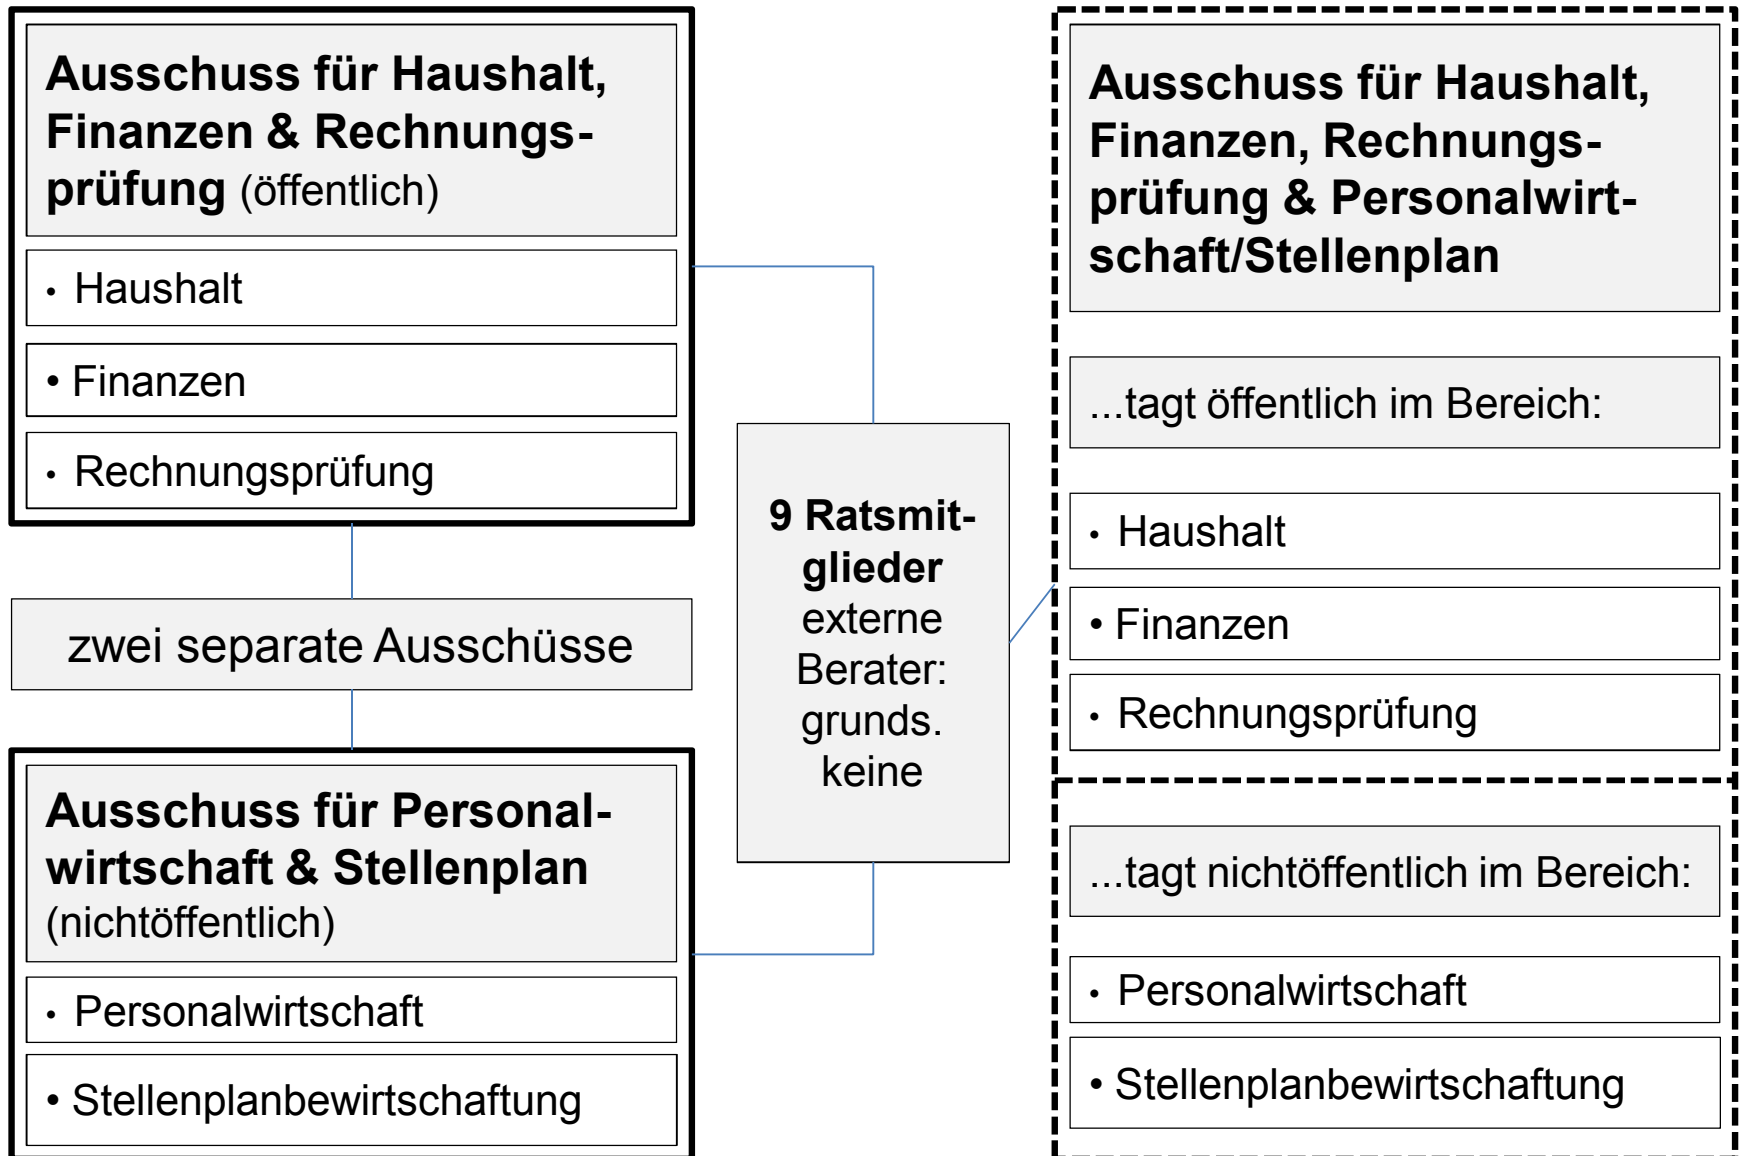 Ausschuss für Haushalt,
Finanzen & Rechnungs-
prüfung (öffentlich)
• Haushalt
• Finanzen
• Rechnungsprüfung
zwei separate Ausschüsse
Ausschuss für Personal-
wirtschaft & Stellenplan
(nichtöffentlich)
• Personalwirtschaft
• Stellenplanbewirtschaftung
9 Ratsmit-
glieder
externe
Berater:
grunds.
keine
Ausschuss für Haushalt,
Finanzen, Rechnungs-
prüfung & Personalwirt-
schaft/Stellenplan
...tagt öffentlich im Bereich:
• Haushalt
• Finanzen
• Rechnungsprüfung
...tagt nichtöffentlich im Bereich:
• Personalwirtschaft
• Stellenplanbewirtschaftung